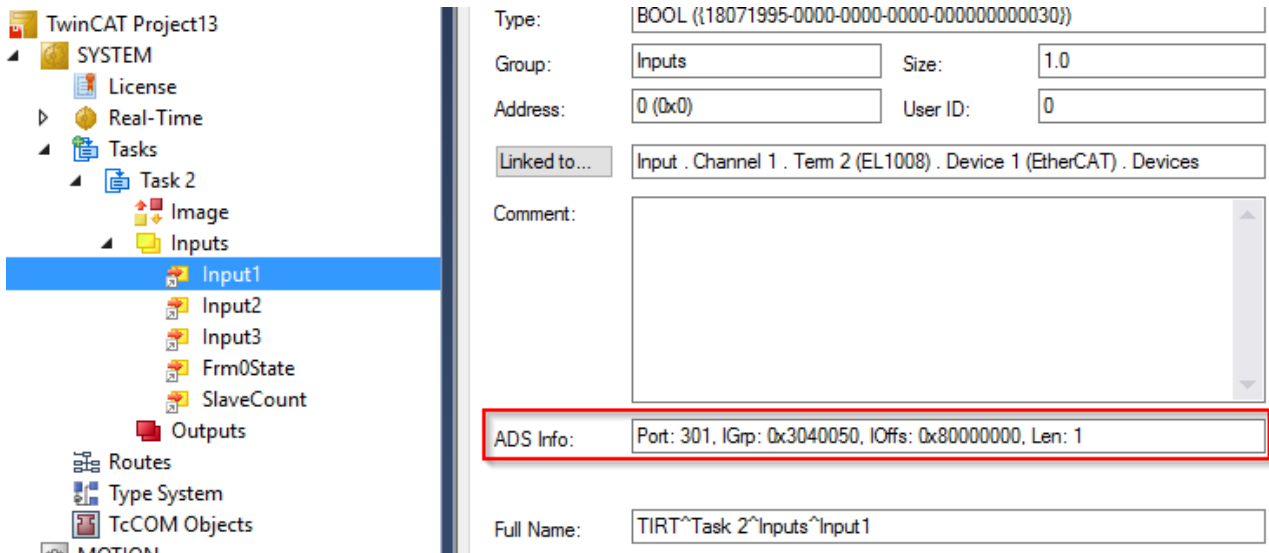 TwinCAT Project13
SYSTEM
License
Real-Time
Tasks
Task 2
Image
Inputs
Input1
Input2
Input3
Frm0State
SlaveCount
Outputs
Routes
Type System
TcCOM Objects
MOTION
Type: BOOL ({18071995-0000-0000-0000-000000000030})
Group: Inputs Size: 1.0
Address: 0 (0x0) User ID: 0
Linked to... Input . Channel 1 . Term 2 (EL1008) . Device 1 (EtherCAT) . Devices
Comment:
ADS Info: Port: 301, IGrp: 0x3040050, IOffs: 0x80000000, Len: 1
Full Name: TIRT^Task 2^Inputs^Input1